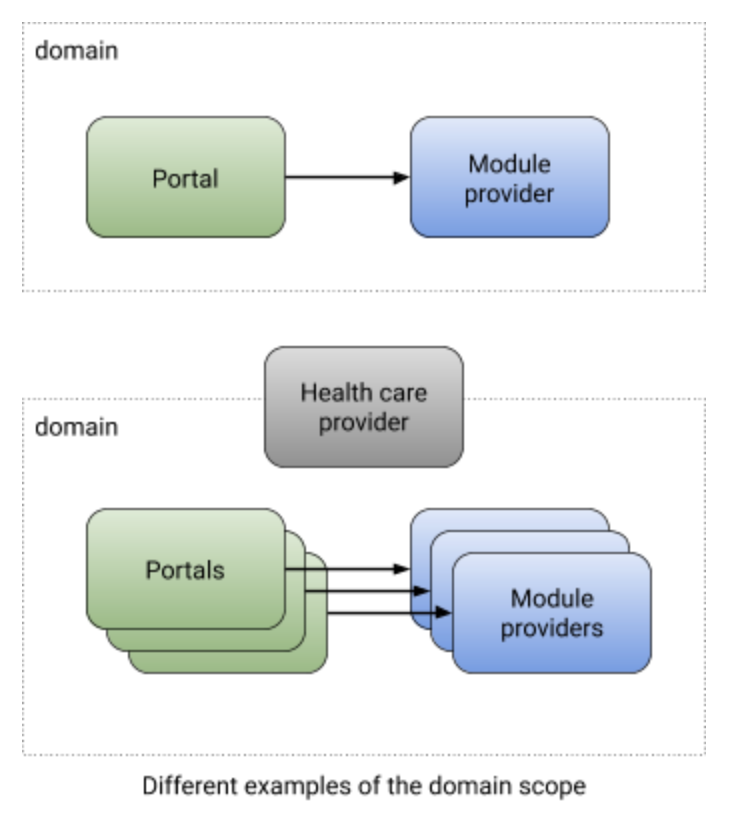 domain
Portal
Module
provider
Health care
provider
domain
Portals
Module
providers
Different examples of the domain scope